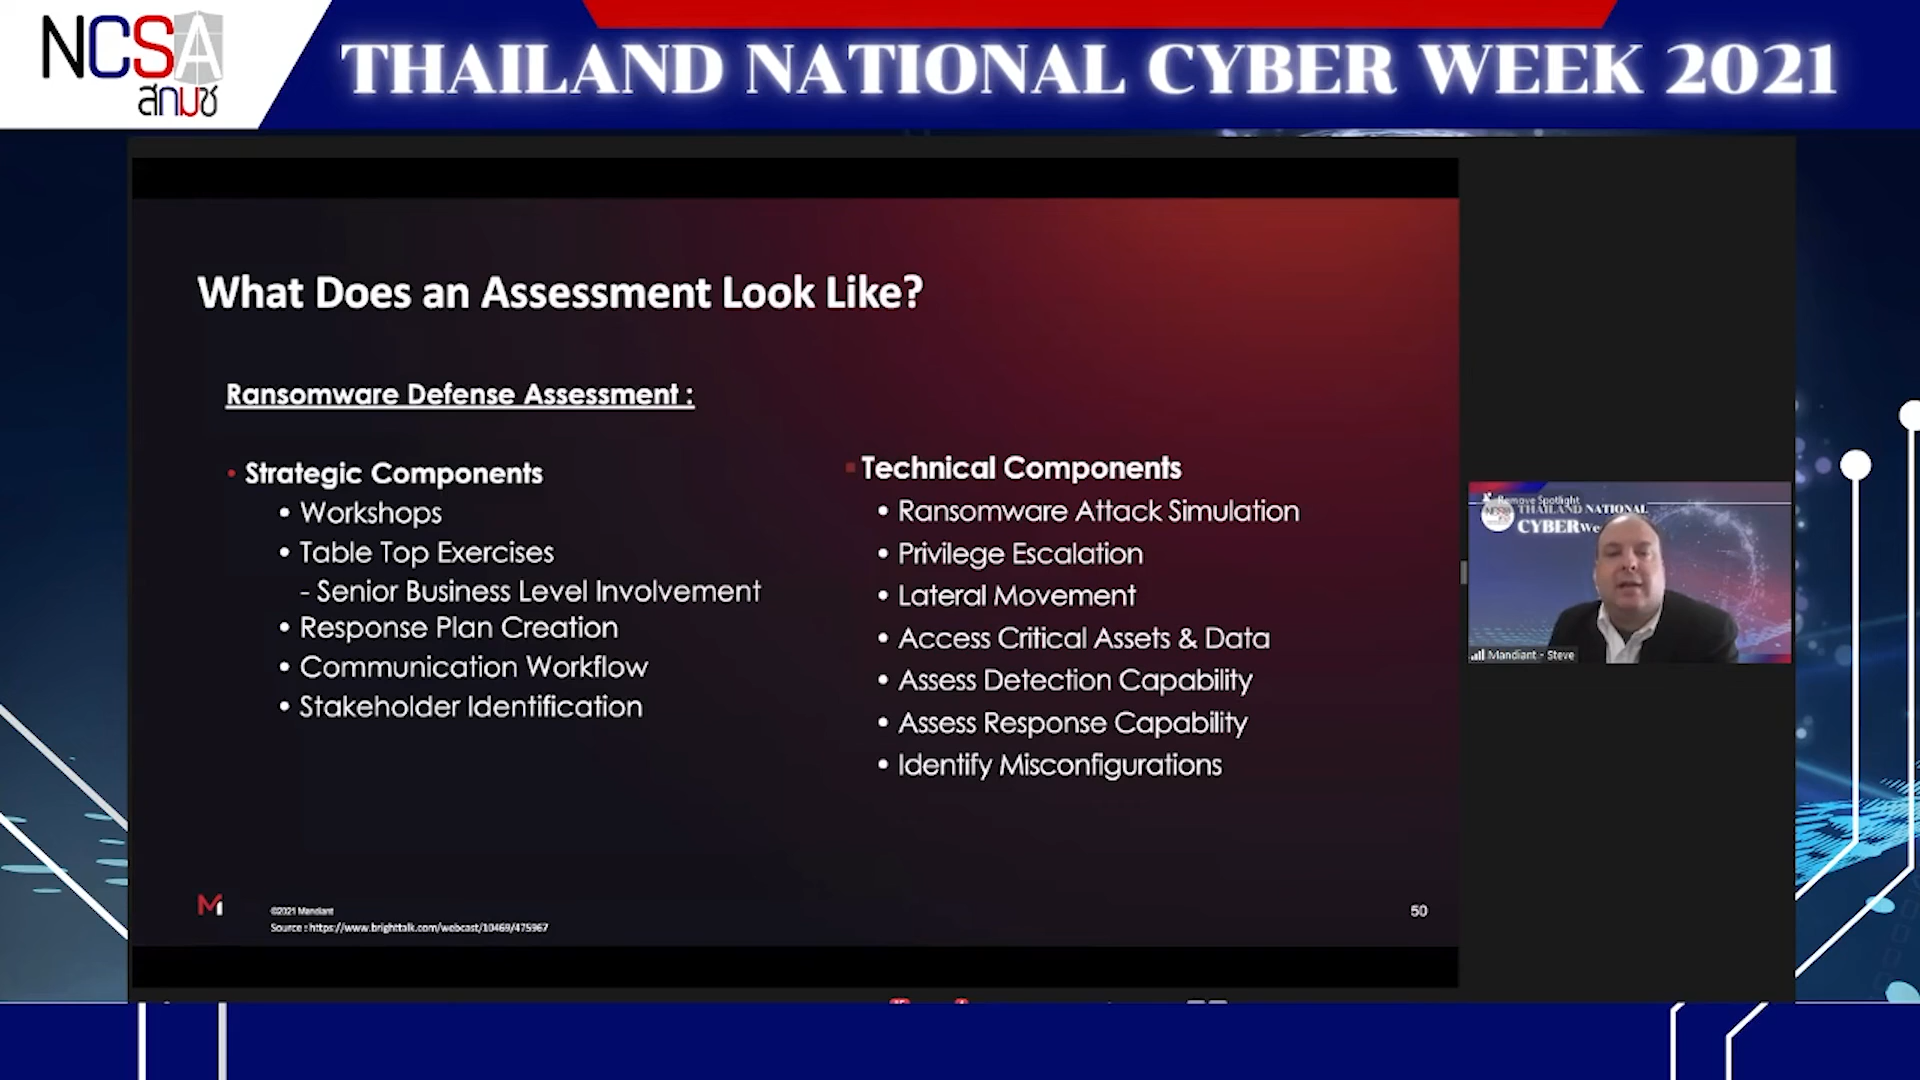 NCSA
สกมช
THAILAND NATIONAL CYBER WEEK 2021
What Does an Assessment Look Like?
Ransomware Defense Assessment :
• Strategic Components
• Workshops
• Table Top Exercises
- Senior Business Level Involvement
• Response Plan Creation
• Communication Workflow
• Stakeholder Identification
Technical Components
• Ransomware Attack Simulation
• Privilege Escalation
• Lateral Movement
• Access Critical Assets & Data
• Assess Detection Capability
• Assess Response Capability
• Identify Misconfigurations
©2021 Mandiant
Source : https://www.brighttalk.com/webcast/10469/475967
50
Remove Spotlight
THAILAND NATIONAL
CYBER We
Mandiant - Steve